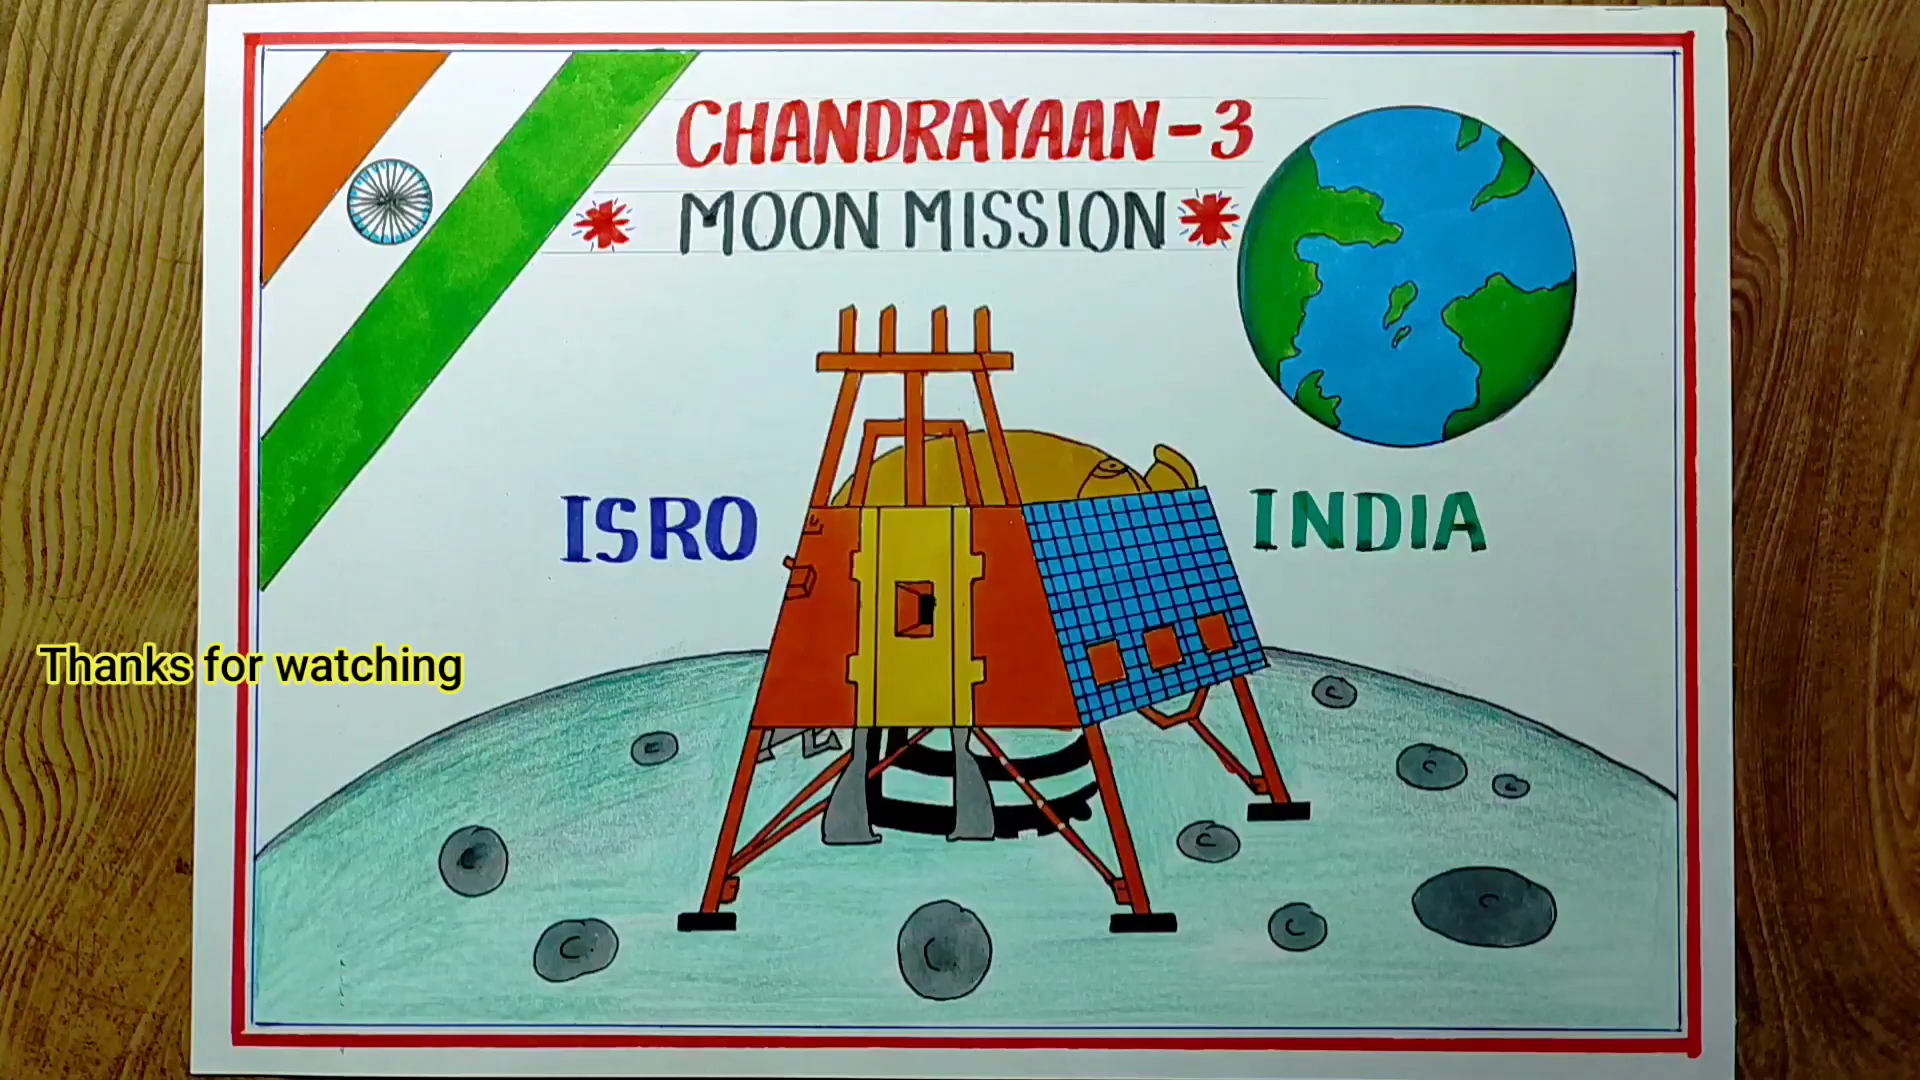 CHANDRAYAAN-3
MOON MISSION
ISRO
INDIA
Thanks for watching